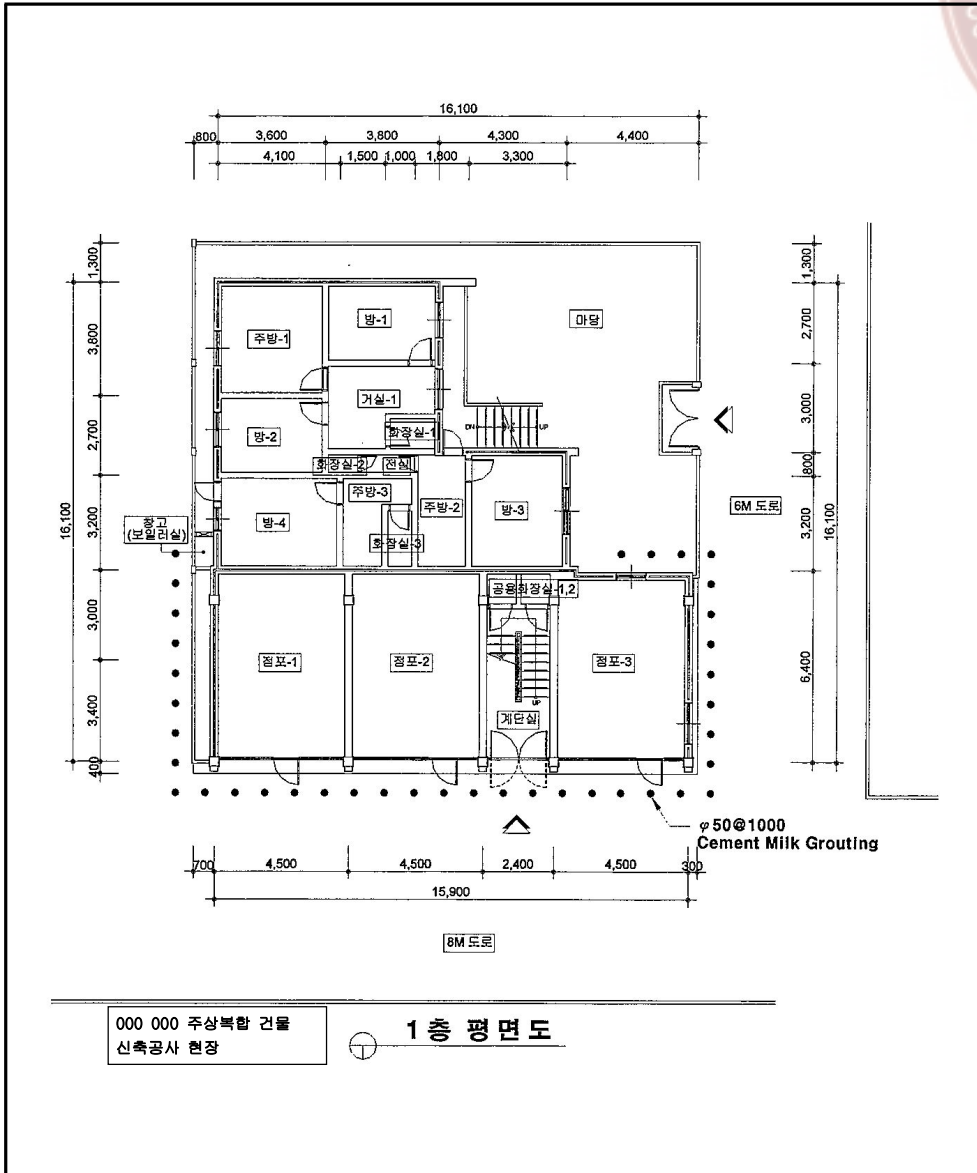 16,100
800 3,600 3,800 4,300 4,400
4,100 1,500 1,000 1,800 3,300
1,300
3,800
2,700
3,200
3,000
3,400
400
16,100
1,300
2,700
3,000
800
3,200
6,400
16,100
방-1
마당
주방-1
거실-1
화장실-1
방-2
DN
UP
화장실-2
전실
주방-3
주방-2
방-3
방-4
6M 도로
창고
(보일러실)
화장실-3
공용화장실-1,2
점포-1
점포-2
점포-3
UP
계단실
φ50@1000
Cement Milk Grouting
700 4,500 4,500 2,400 4,500 300
15,900
8M 도로
000 000 주상복합 건물
신축공사 현장
1층 평면도